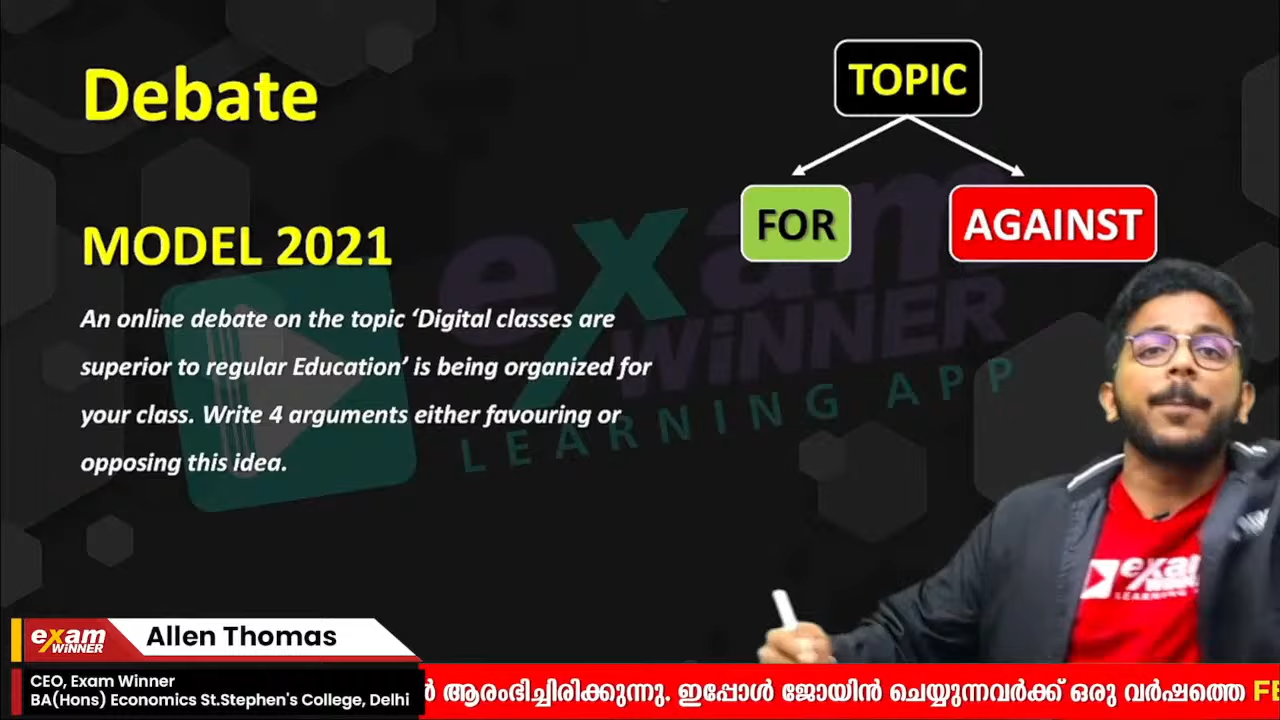 Debate
TOPIC
FOR
AGAINST
MODEL 2021
An online debate on the topic ‘Digital classes are
superior to regular Education’ is being organized for
your class. Write 4 arguments either favouring or
opposing this idea.
exam
WiNNER
LEARNING APP
exam
WiNNER
LEARNING
exam
WiNNER
Allen Thomas
CEO, Exam Winner
BA(Hons) Economics St.Stephen's College, Delhi
ആരംഭിച്ചിരിക്കുന്നു. ഇപ്പോൾ ജോയിൻ ചെയ്യുന്നവർക്ക് ഒരു വർഷത്തെ